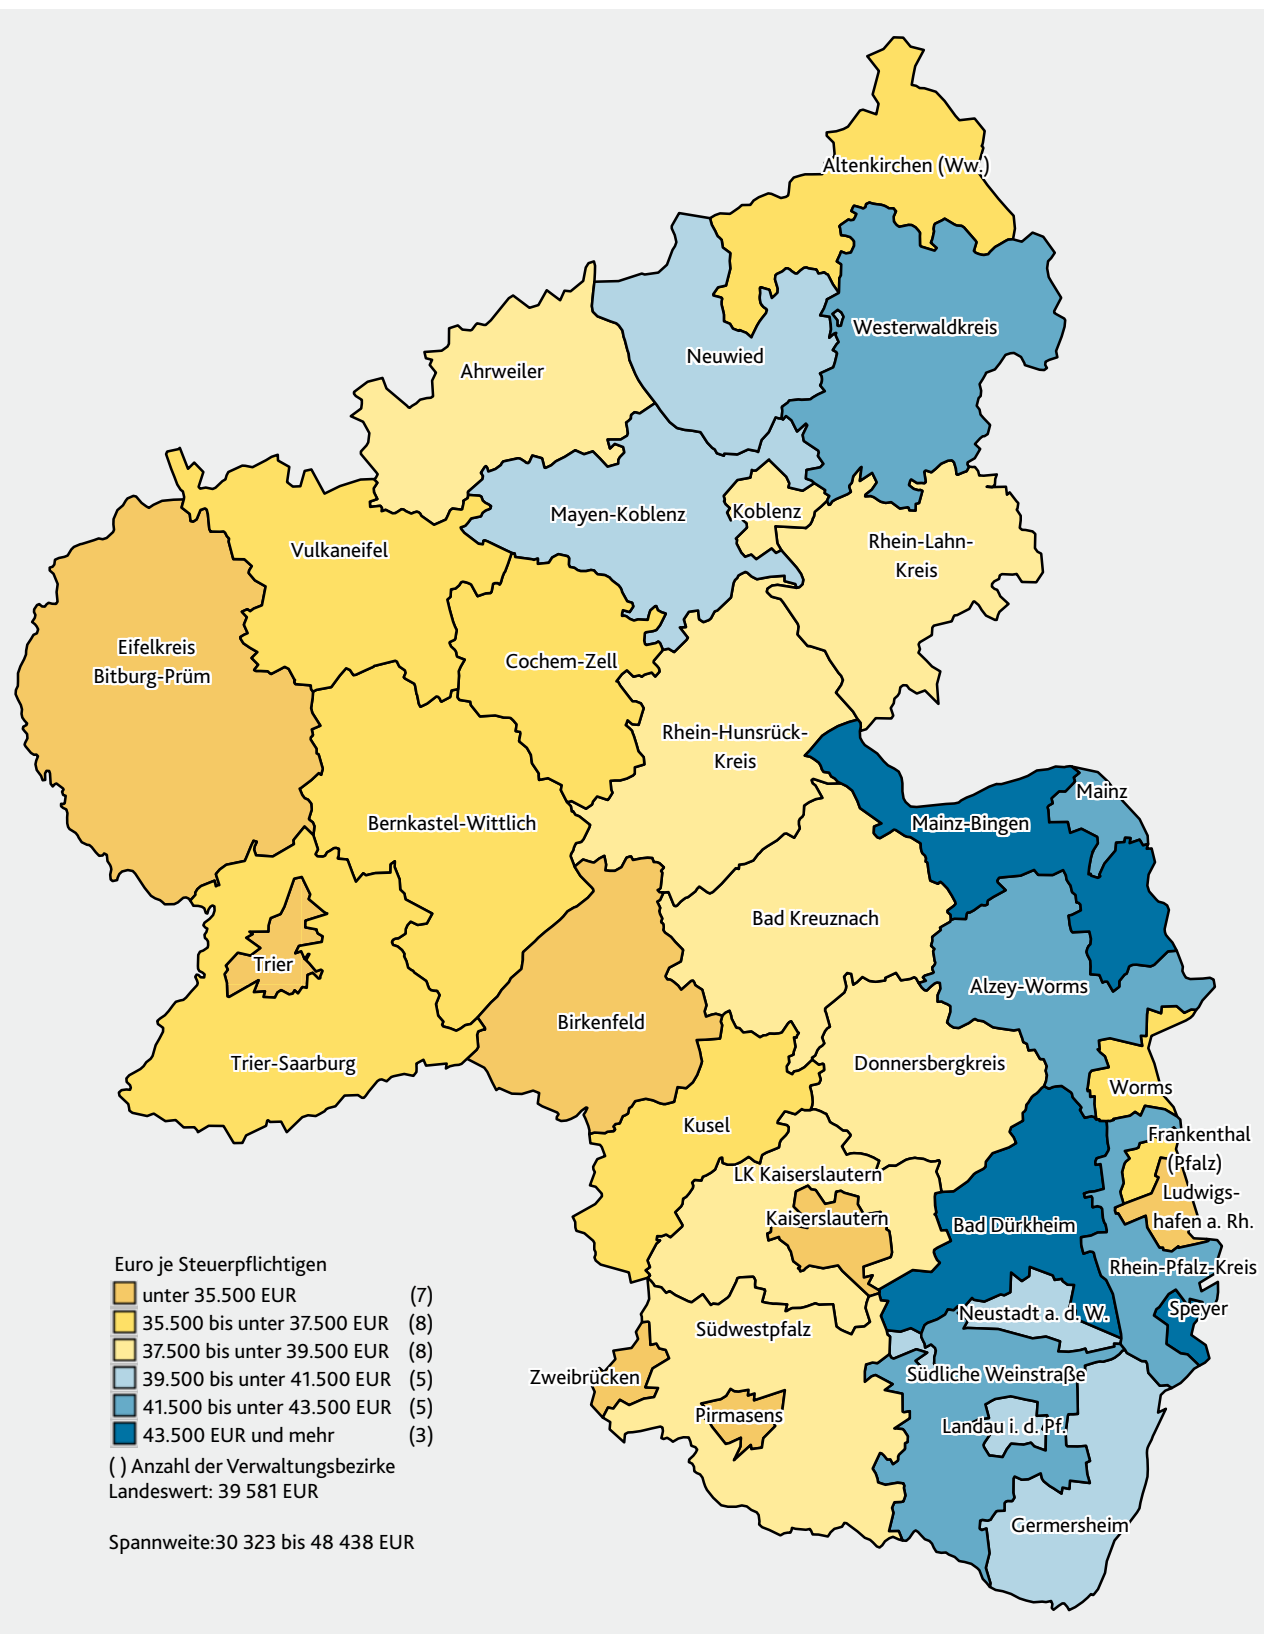 Altenkirchen (Ww.)
Westerwaldkreis
Neuwied
Ahrweiler
Mayen-Koblenz
Koblenz
Rhein-Lahn-
Kreis
Vulkaneifel
Eifelkreis
Bitburg-Prüm
Cochem-Zell
Rhein-Hunsrück-
Kreis
Mainz
Mainz-Bingen
Bernkastel-Wittlich
Bad Kreuznach
Trier
Alzey-Worms
Birkenfeld
Trier-Saarburg
Donnersbergkreis
Worms
Kusel
Frankenthal
(Pfalz)
LK Kaiserslautern
Ludwigs-
hafen a. Rh.
Kaiserslautern
Bad Dürkheim
Rhein-Pfalz-Kreis
Speyer
Neustadt a. d. W.
Südwestpfalz
Zweibrücken
Südliche Weinstraße
Pirmasens
Landau i. d. Pf.
Germersheim
Euro je Steuerpflichtigen
unter 35.500 EUR (7)
35.500 bis unter 37.500 EUR (8)
37.500 bis unter 39.500 EUR (8)
39.500 bis unter 41.500 EUR (5)
41.500 bis unter 43.500 EUR (5)
43.500 EUR und mehr (3)
( ) Anzahl der Verwaltungsbezirke
Landeswert: 39 581 EUR
Spannweite:30 323 bis 48 438 EUR